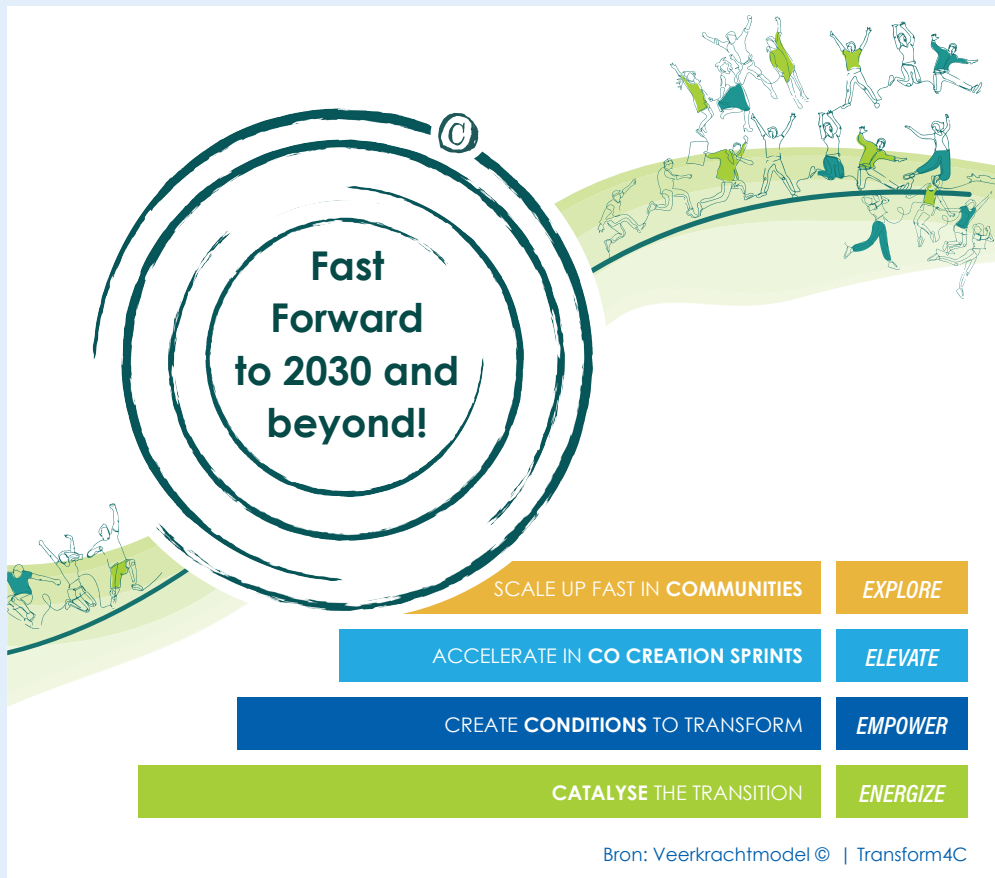 C
Fast
Forward
to 2030 and
beyond!
SCALE UP FAST IN COMMUNITIES EXPLORE
ACCELERATE IN CO CREATION SPRINTS ELEVATE
CREATE CONDITIONS TO TRANSFORM EMPOWER
CATALYSE THE TRANSITION ENERGIZE
Bron: Veerkrachtmodel © | Transform4C